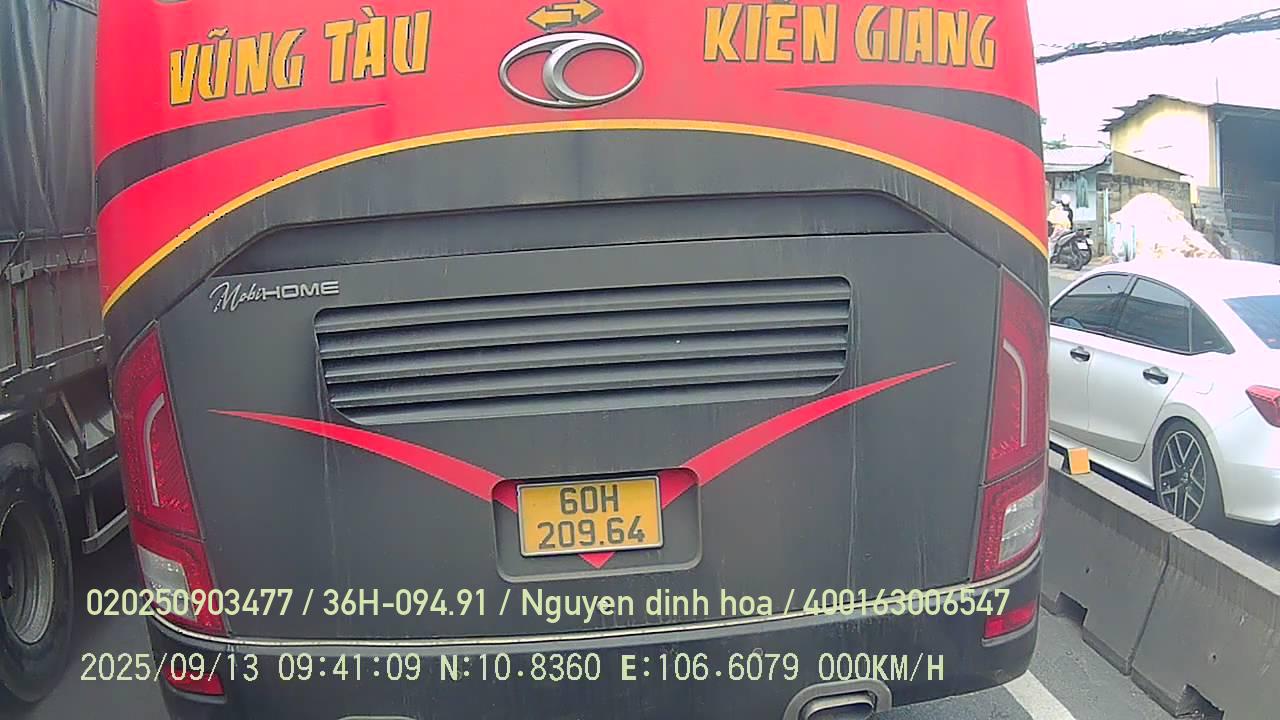 VŨNG TÀU
KIÊN GIANG
MobiHOME
60H
209.64
020250903477 / 36H-094.91 / Nguyen dinh hoa / 400163006547
2025/09/13 09:41:09 N:10.8360 E:106.6079 000KM/H